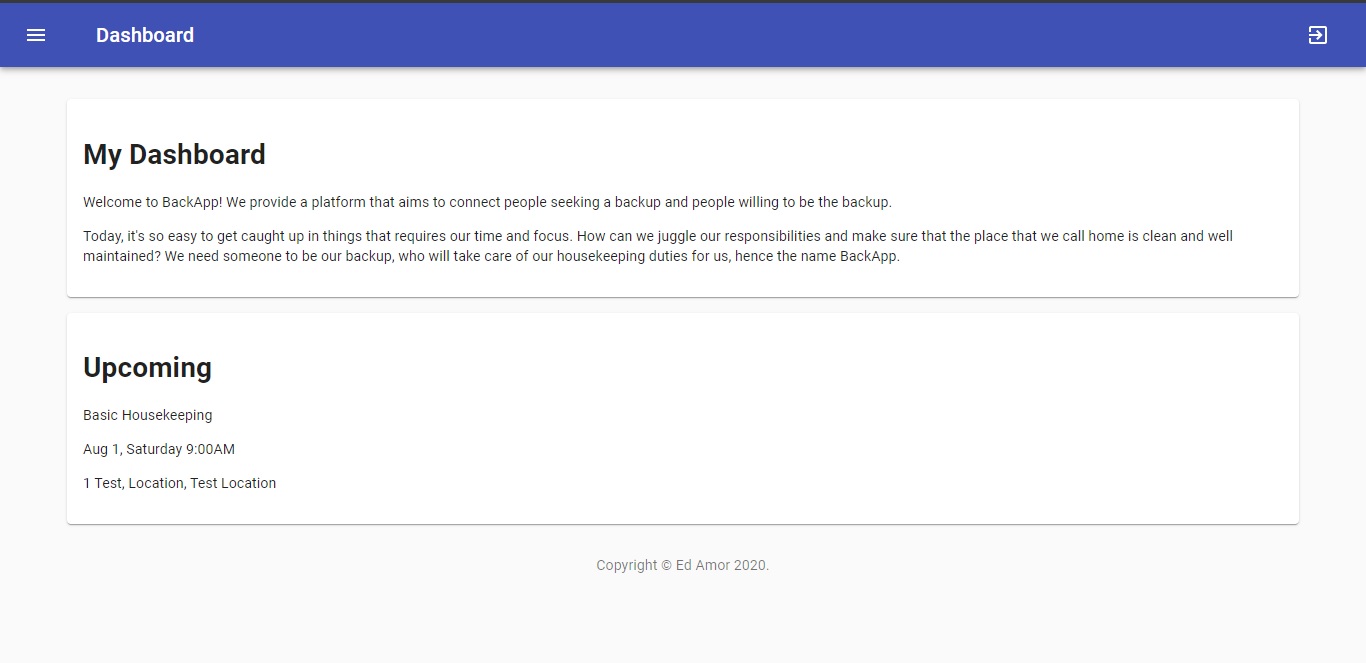 Dashboard
My Dashboard
Welcome to BackApp! We provide a platform that aims to connect people seeking a backup and people willing to be the backup.
Today, it's so easy to get caught up in things that requires our time and focus. How can we juggle our responsibilities and make sure that the place that we call home is clean and well
maintained? We need someone to be our backup, who will take care of our housekeeping duties for us, hence the name BackApp.
Upcoming
Basic Housekeeping
Aug 1, Saturday 9:00AM
1 Test, Location, Test Location
Copyright © Ed Amor 2020.